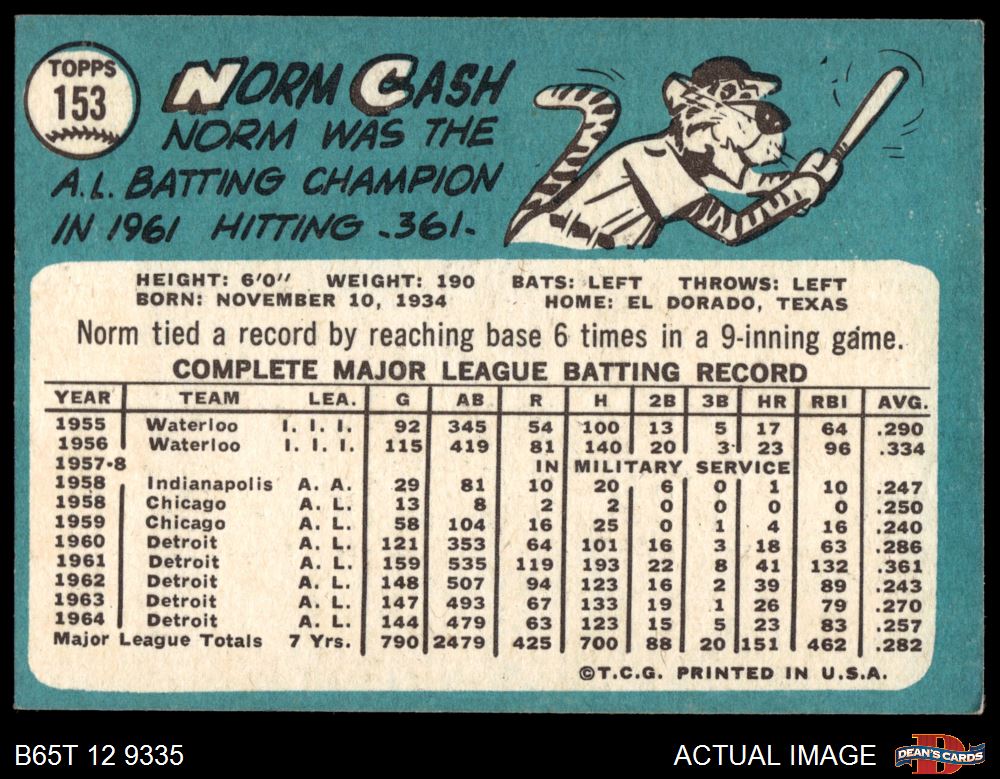 TOPPS
153
NORM CASH
NORM WAS THE
A.L. BATTING CHAMPION
IN 1961 HITTING .361.
HEIGHT: 6'0" WEIGHT: 190 BATS: LEFT THROWS: LEFT
BORN: NOVEMBER 10, 1934 HOME: EL DORADO, TEXAS
Norm tied a record by reaching base 6 times in a 9-inning game.
COMPLETE MAJOR LEAGUE BATTING RECORD
YEAR TEAM LEA. G AB R H 2B 3B HR RBI AVG.
1955 Waterloo I. I. I. 92 345 54 100 13 5 17 64 .290
1956 Waterloo I. I. I. 115 419 81 140 20 3 23 96 .334
1957-8 IN MILITARY SERVICE
1958 Indianapolis A. A. 29 81 10 20 6 0 1 10 .247
1958 Chicago A. L. 13 8 2 2 0 0 0 0 .250
1959 Chicago A. L. 58 104 16 25 0 1 4 16 .240
1960 Detroit A. L. 121 353 64 101 16 3 18 63 .286
1961 Detroit A. L. 159 535 119 193 22 8 41 132 .361
1962 Detroit A. L. 148 507 94 123 16 2 39 89 .243
1963 Detroit A. L. 147 493 67 133 19 1 26 79 .270
1964 Detroit A. L. 144 479 63 123 15 5 23 83 .257
Major League Totals 7 Yrs. 790 2479 425 700 88 20 151 462 .282
©T.C.G. PRINTED IN U.S.A.
B65T 12 9335 ACTUAL IMAGE
DEAN'S CARDS